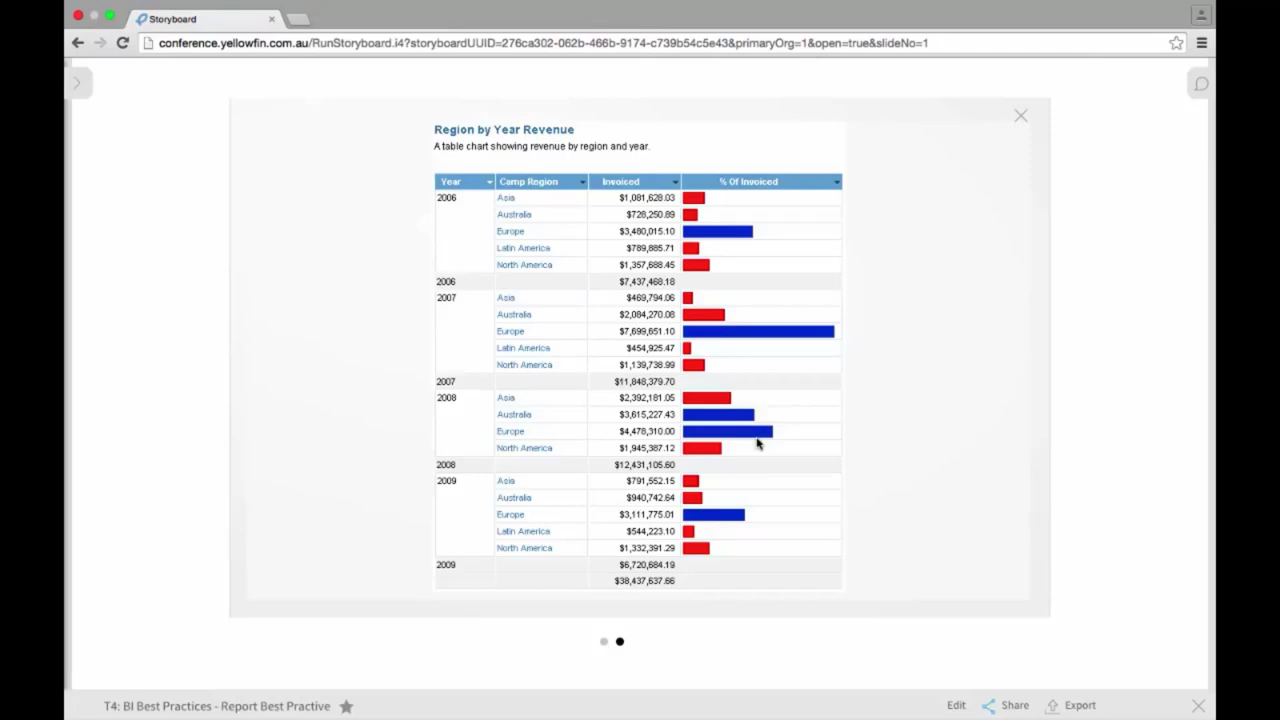 Storyboard
conference.yellowfin.com.au/RunStoryboard.i4?storyboardUUID=276ca302-062b-466b-9174-c739b54c5e43&primaryOrg=1&open=true&slideNo=1
Region by Year Revenue
A table chart showing revenue by region and year.
Year Camp Region Invoiced % Of Invoiced
2006 Asia $1,081,628.03
Australia $728,250.89
Europe $3,480,015.10
Latin America $789,885.71
North America $1,357,688.45
2006 $7,437,468.18
2007 Asia $469,794.06
Australia $2,084,270.08
Europe $7,699,651.10
Latin America $454,925.47
North America $1,139,738.99
2007 $11,848,379.70
2008 Asia $2,392,181.05
Australia $3,615,227.43
Europe $4,478,310.00
North America $1,945,387.12
2008 $12,431,105.60
2009 Asia $791,552.15
Australia $940,742.64
Europe $3,111,775.01
Latin America $544,223.10
North America $1,332,391.29
2009 $6,720,684.19
$38,437,637.66
T4: BI Best Practices - Report Best Practive Edit Share Export